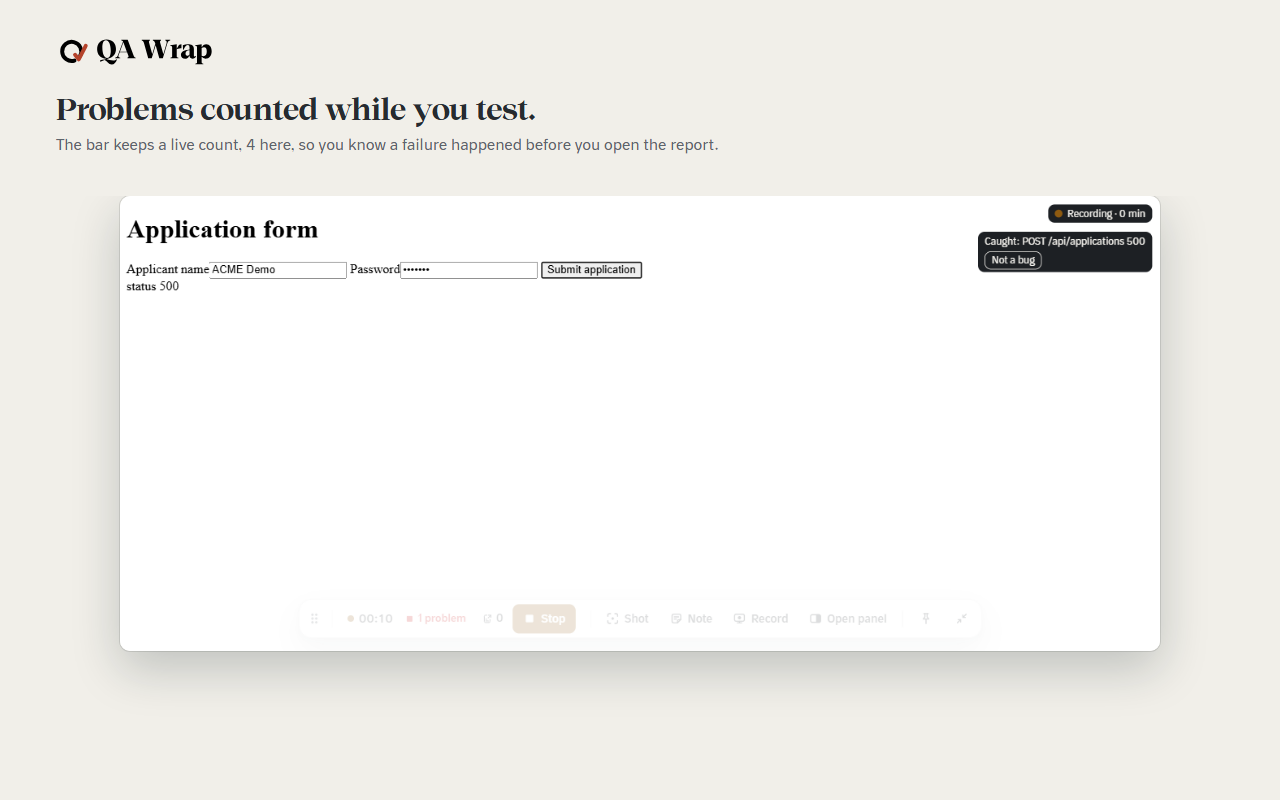 QA Wrap
Problems counted while you test.
The bar keeps a live count, 4 here, so you know a failure happened before you open the report.
Application form
Recording · 0 min
Caught: POST /api/applications 500
Not a bug
Applicant name ACME Demo Password ••••••• Submit application
status 500
00:10 1 problem 0 Stop Shot Note Record Open panel